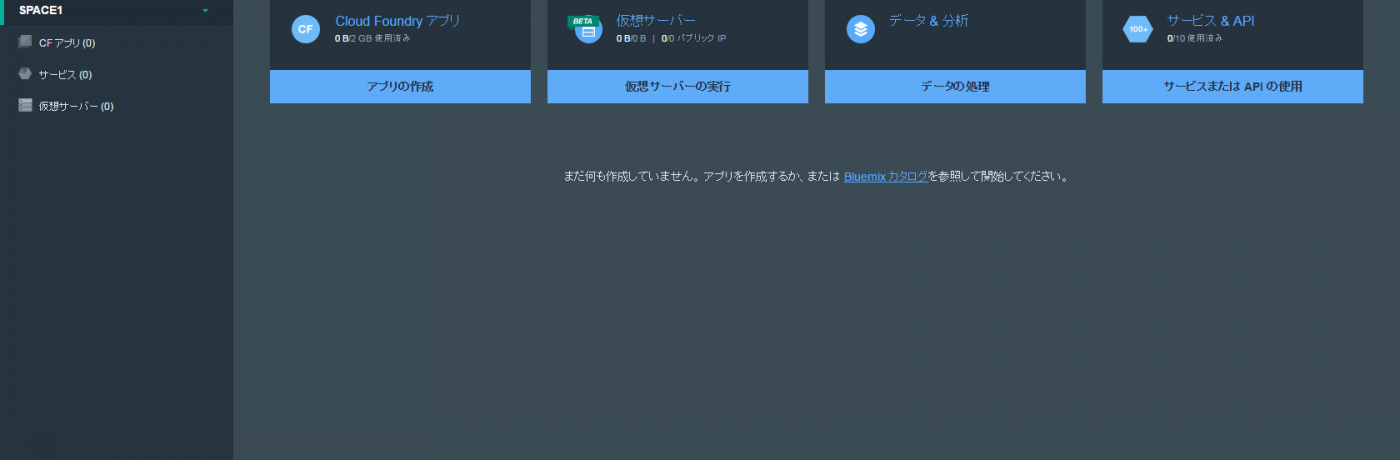 SPACE1
CF アプリ (0)
サービス (0)
仮想サーバー (0)
CF
Cloud Foundry アプリ
0 B/2 GB 使用済み
アプリの作成
BETA
仮想サーバー
0 B/0 B | 0/0 パブリック IP
仮想サーバーの実行
データ & 分析
データの処理
100+
サービス & API
0/10 使用済み
サービスまたは API の使用
まだ何も作成していません。アプリを作成するか、または Bluemix カタログを参照して開始してください。